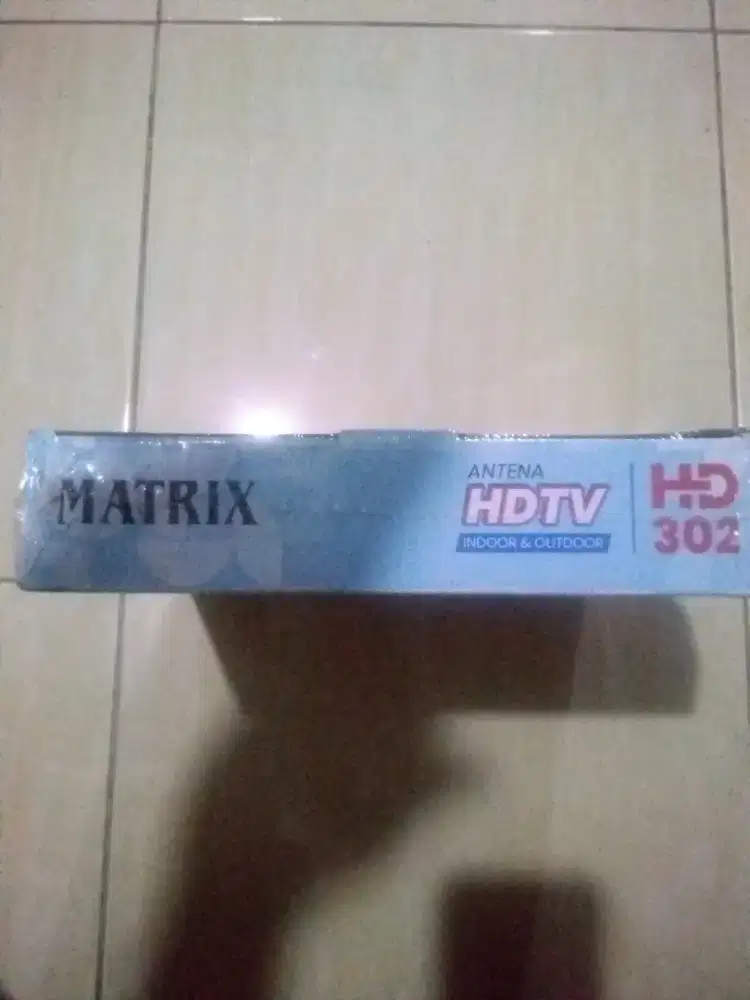 MATRIX
ANTENA
HDTV
INDOOR & OUTDOOR
HD
302